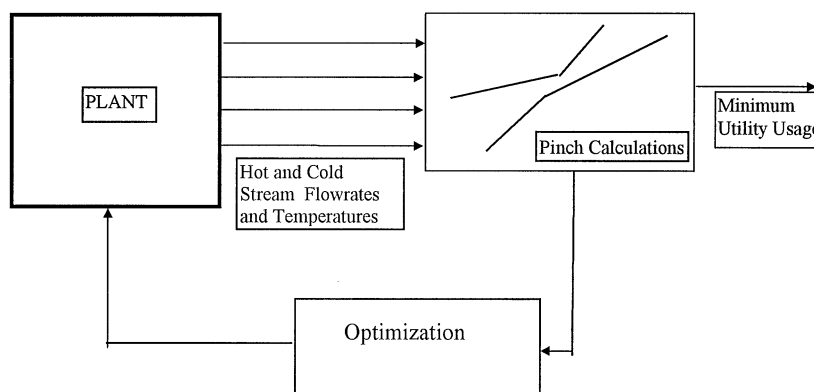 PLANT
Hot and Cold
Stream Flowrates
and Temperatures
Pinch Calculations
Minimum
Utility Usage
Optimization